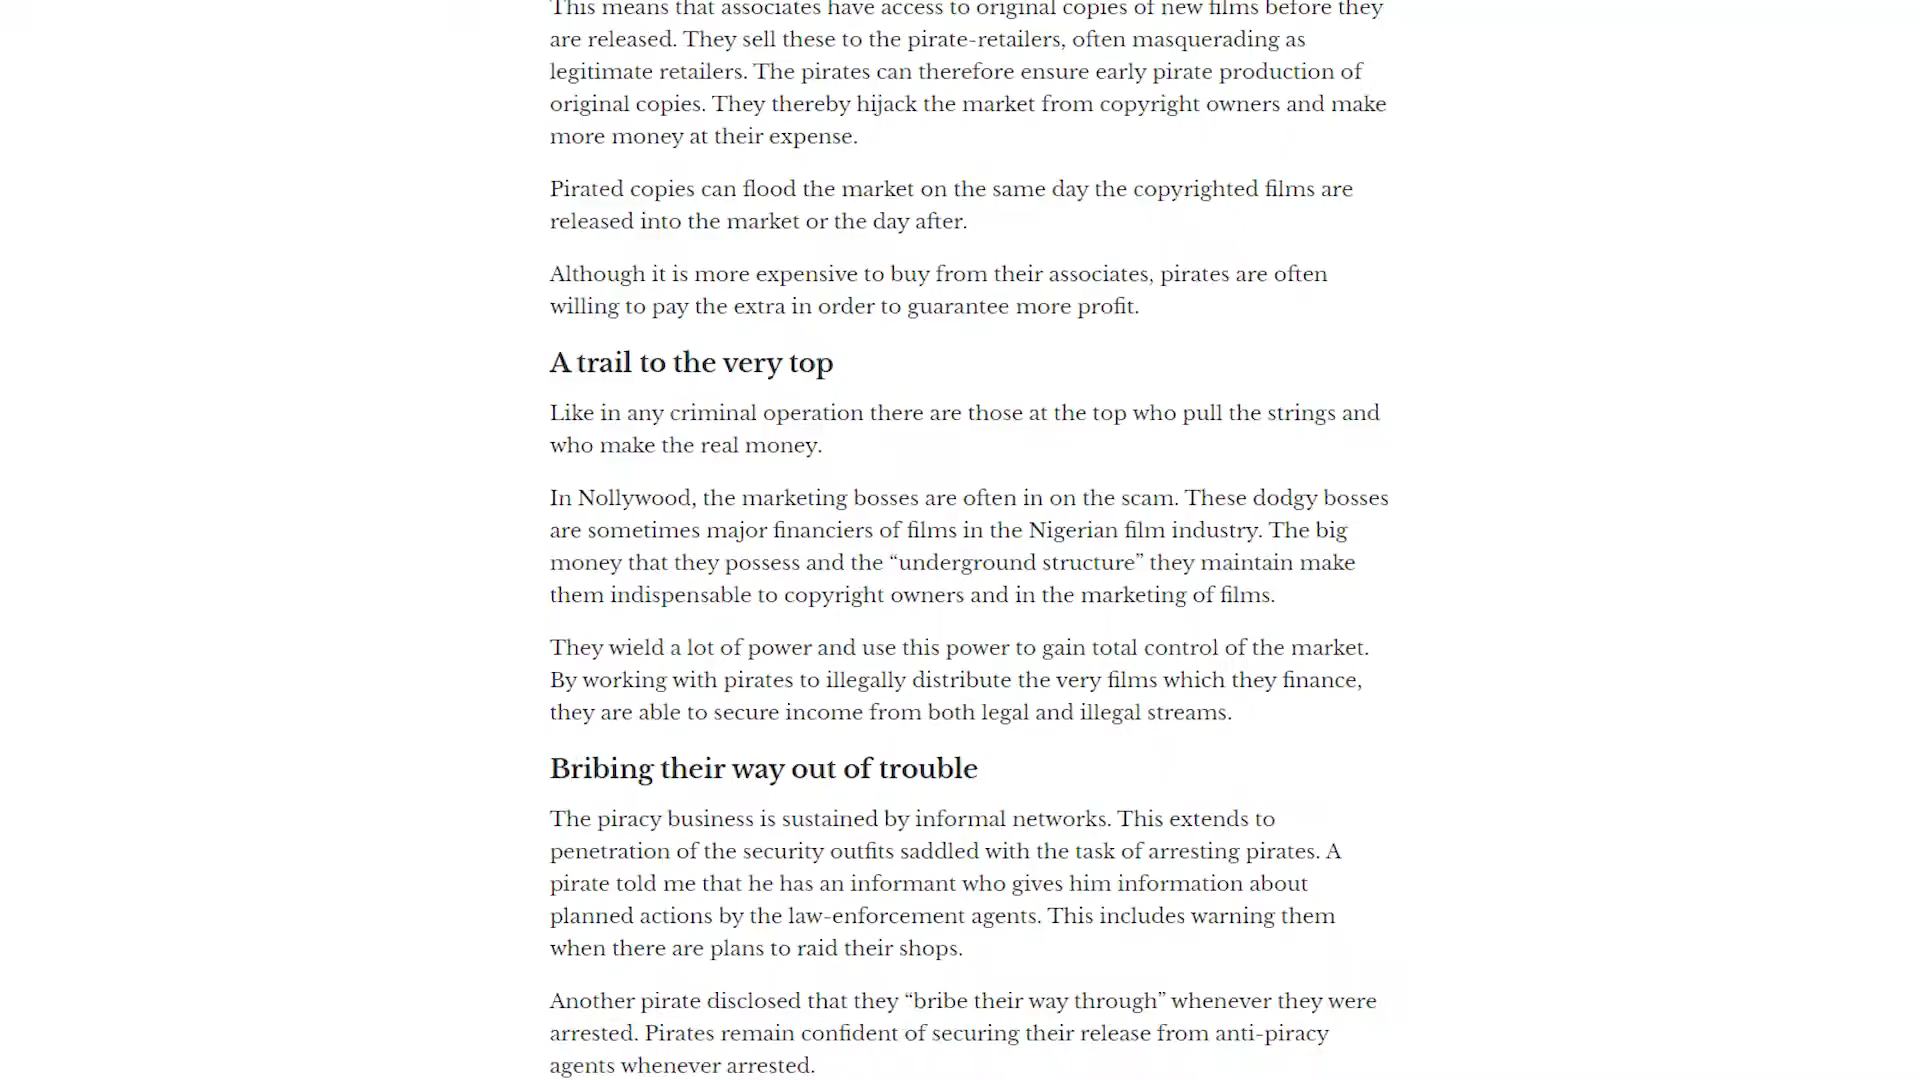 This means that associates have access to original copies of new films before they
are released. They sell these to the pirate-retailers, often masquerading as
legitimate retailers. The pirates can therefore ensure early pirate production of
original copies. They thereby hijack the market from copyright owners and make
more money at their expense.
Pirated copies can flood the market on the same day the copyrighted films are
released into the market or the day after.
Although it is more expensive to buy from their associates, pirates are often
willing to pay the extra in order to guarantee more profit.
A trail to the very top
Like in any criminal operation there are those at the top who pull the strings and
who make the real money.
In Nollywood, the marketing bosses are often in on the scam. These dodgy bosses
are sometimes major financiers of films in the Nigerian film industry. The big
money that they possess and the “underground structure” they maintain make
them indispensable to copyright owners and in the marketing of films.
They wield a lot of power and use this power to gain total control of the market.
By working with pirates to illegally distribute the very films which they finance,
they are able to secure income from both legal and illegal streams.
Bribing their way out of trouble
The piracy business is sustained by informal networks. This extends to
penetration of the security outfits saddled with the task of arresting pirates. A
pirate told me that he has an informant who gives him information about
planned actions by the law-enforcement agents. This includes warning them
when there are plans to raid their shops.
Another pirate disclosed that they “bribe their way through” whenever they were
arrested. Pirates remain confident of securing their release from anti-piracy
agents whenever arrested.